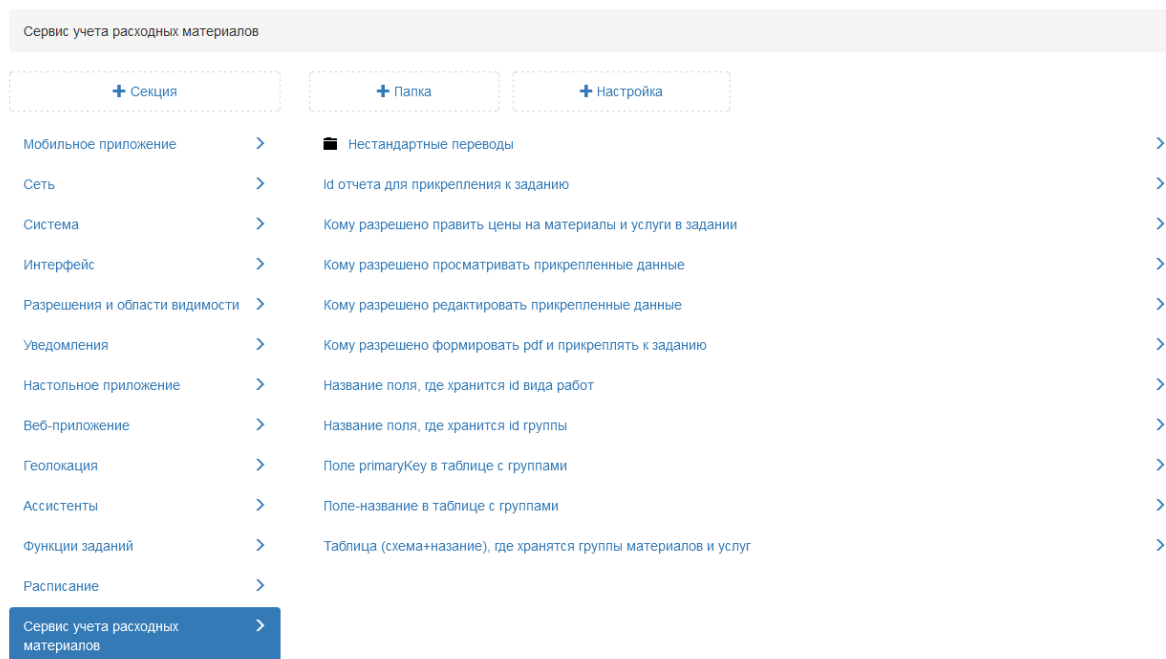 Сервис учета расходных материалов
Секция
Папка
Настройка
Мобильное приложение
Сеть
Система
Интерфейс
Разрешения и области видимости
Уведомления
Настольное приложение
Веб-приложение
Геолокация
Ассистенты
Функции заданий
Расписание
Сервис учета расходных
материалов
Нестандартные переводы
Id отчета для прикрепления к заданию
Кому разрешено править цены на материалы и услуги в задании
Кому разрешено просматривать прикрепленные данные
Кому разрешено редактировать прикрепленные данные
Кому разрешено формировать pdf и прикреплять к заданию
Название поля, где хранится id вида работ
Название поля, где хранится id группы
Поле primaryKey в таблице с группами
Поле-название в таблице с группами
Таблица (схема+назание), где хранятся группы материалов и услуг